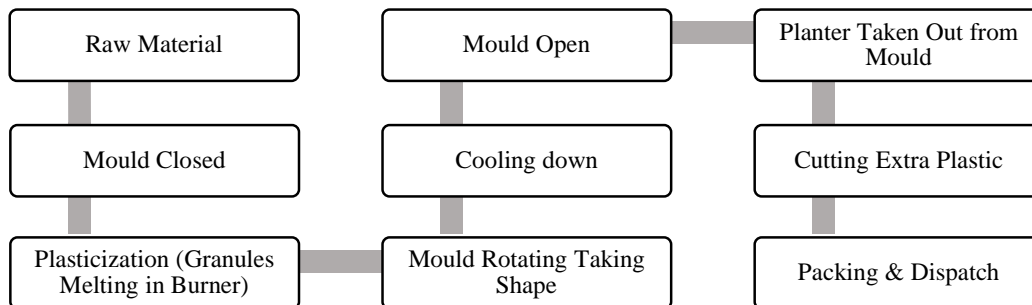 Raw Material
Mould Closed
Plasticization (Granules
Melting in Burner)
Mould Rotating Taking
Shape
Cooling down
Mould Open
Planter Taken Out from
Mould
Cutting Extra Plastic
Packing & Dispatch